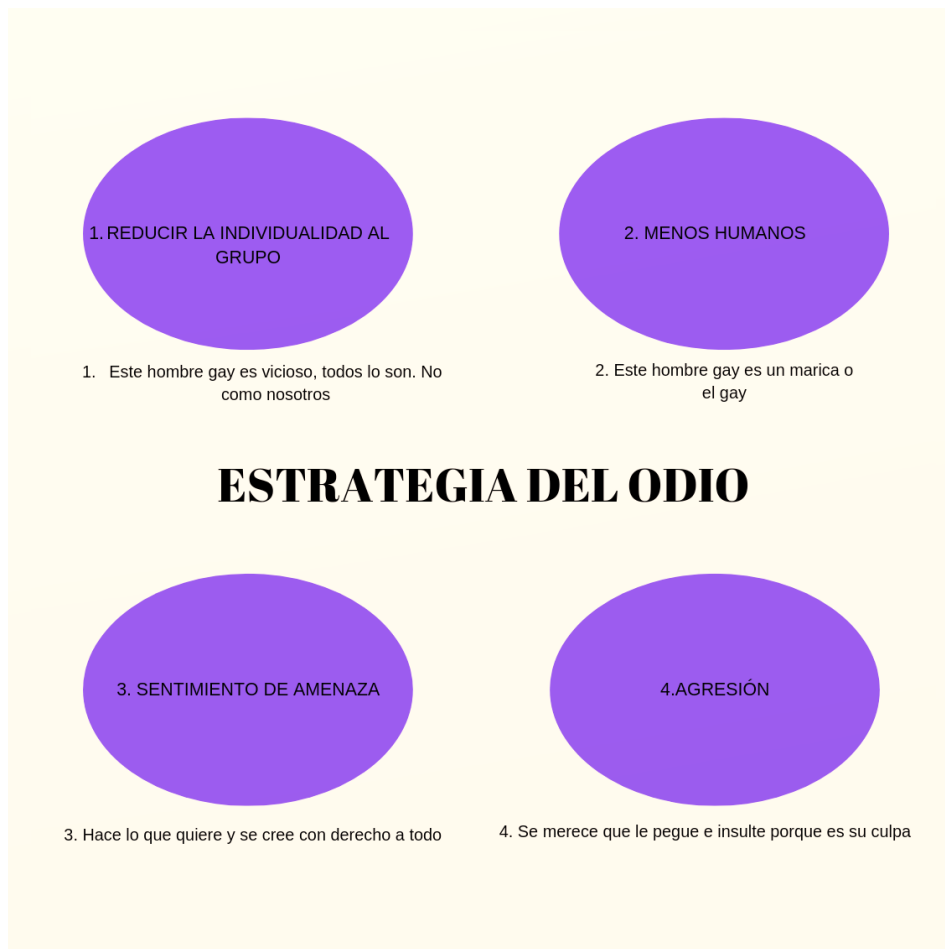 1. REDUCIR LA INDIVIDUALIDAD AL
GRUPO
2. MENOS HUMANOS
1. Este hombre gay es vicioso, todos lo son. No
como nosotros
2. Este hombre gay es un marica o
el gay
ESTRATEGIA DEL ODIO
3. SENTIMIENTO DE AMENAZA
4.AGRESIÓN
3. Hace lo que quiere y se cree con derecho a todo
4. Se merece que le pegue e insulte porque es su culpa